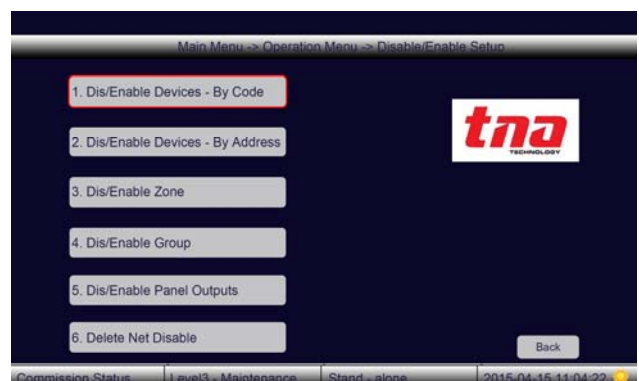 Main Menu -> Operation Menu -> Disable/Enable Setup
1. Dis/Enable Devices - By Code
2. Dis/Enable Devices - By Address
3. Dis/Enable Zone
4. Dis/Enable Group
5. Dis/Enable Panel Outputs
6. Delete Net Disable
tna
TECHNOLOGY
Back
Commission Status Level3 - Maintenance Stand - alone 2015-04-15 11:04:22